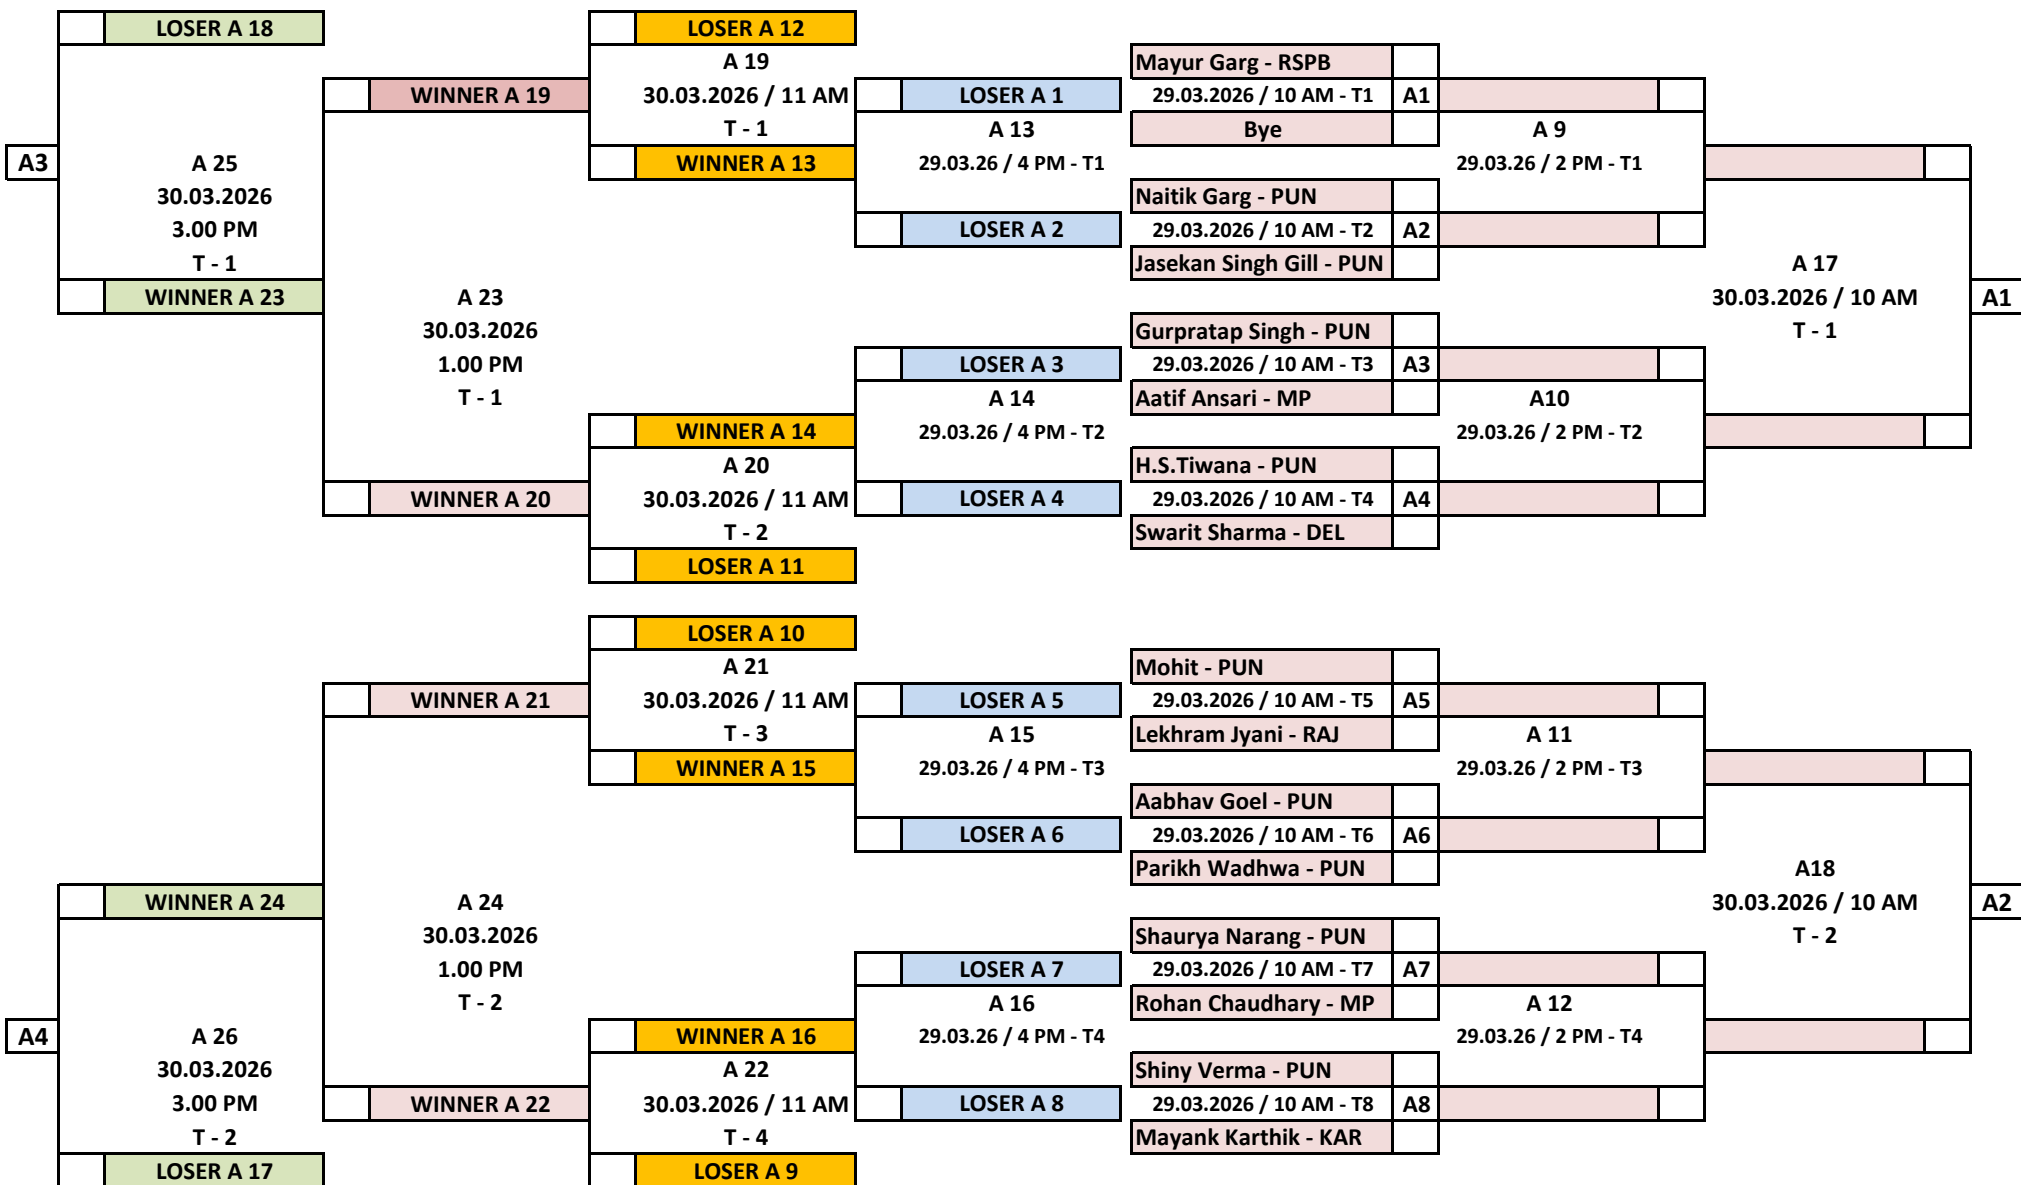 LOSER A 18
LOSER A 12
A 19
Mayur Garg - RSPB
WINNER A 19
30.03.2026 / 11 AM
LOSER A 1
29.03.2026 / 10 AM - T1
A1
T - 1
A 13
Bye
A 9
A3
A 25
WINNER A 13
29.03.26 / 4 PM - T1
29.03.26 / 2 PM - T1
30.03.2026
Naitik Garg - PUN
3.00 PM
LOSER A 2
29.03.2026 / 10 AM - T2
A2
T - 1
Jasekan Singh Gill - PUN
A 17
WINNER A 23
A 23
30.03.2026 / 10 AM
A1
30.03.2026
Gurpratap Singh - PUN
T - 1
1.00 PM
LOSER A 3
29.03.2026 / 10 AM - T3
A3
T - 1
A 14
Aatif Ansari - MP
A10
WINNER A 14
29.03.26 / 4 PM - T2
29.03.26 / 2 PM - T2
A 20
H.S.Tiwana - PUN
WINNER A 20
30.03.2026 / 11 AM
LOSER A 4
29.03.2026 / 10 AM - T4
A4
T - 2
Swarit Sharma - DEL
LOSER A 11
LOSER A 10
A 21
Mohit - PUN
WINNER A 21
30.03.2026 / 11 AM
LOSER A 5
29.03.2026 / 10 AM - T5
A5
T - 3
A 15
Lekhram Jyani - RAJ
A 11
WINNER A 15
29.03.26 / 4 PM - T3
29.03.26 / 2 PM - T3
Aabhav Goel - PUN
LOSER A 6
29.03.2026 / 10 AM - T6
A6
Parikh Wadhwa - PUN
A18
WINNER A 24
A 24
30.03.2026 / 10 AM
A2
30.03.2026
Shaurya Narang - PUN
T - 2
1.00 PM
LOSER A 7
29.03.2026 / 10 AM - T7
A7
T - 2
A 16
Rohan Chaudhary - MP
A 12
A4
A 26
WINNER A 16
29.03.26 / 4 PM - T4
29.03.26 / 2 PM - T4
30.03.2026
A 22
Shiny Verma - PUN
3.00 PM
WINNER A 22
30.03.2026 / 11 AM
LOSER A 8
29.03.2026 / 10 AM - T8
A8
T - 2
T - 4
Mayank Karthik - KAR
LOSER A 17
LOSER A 9